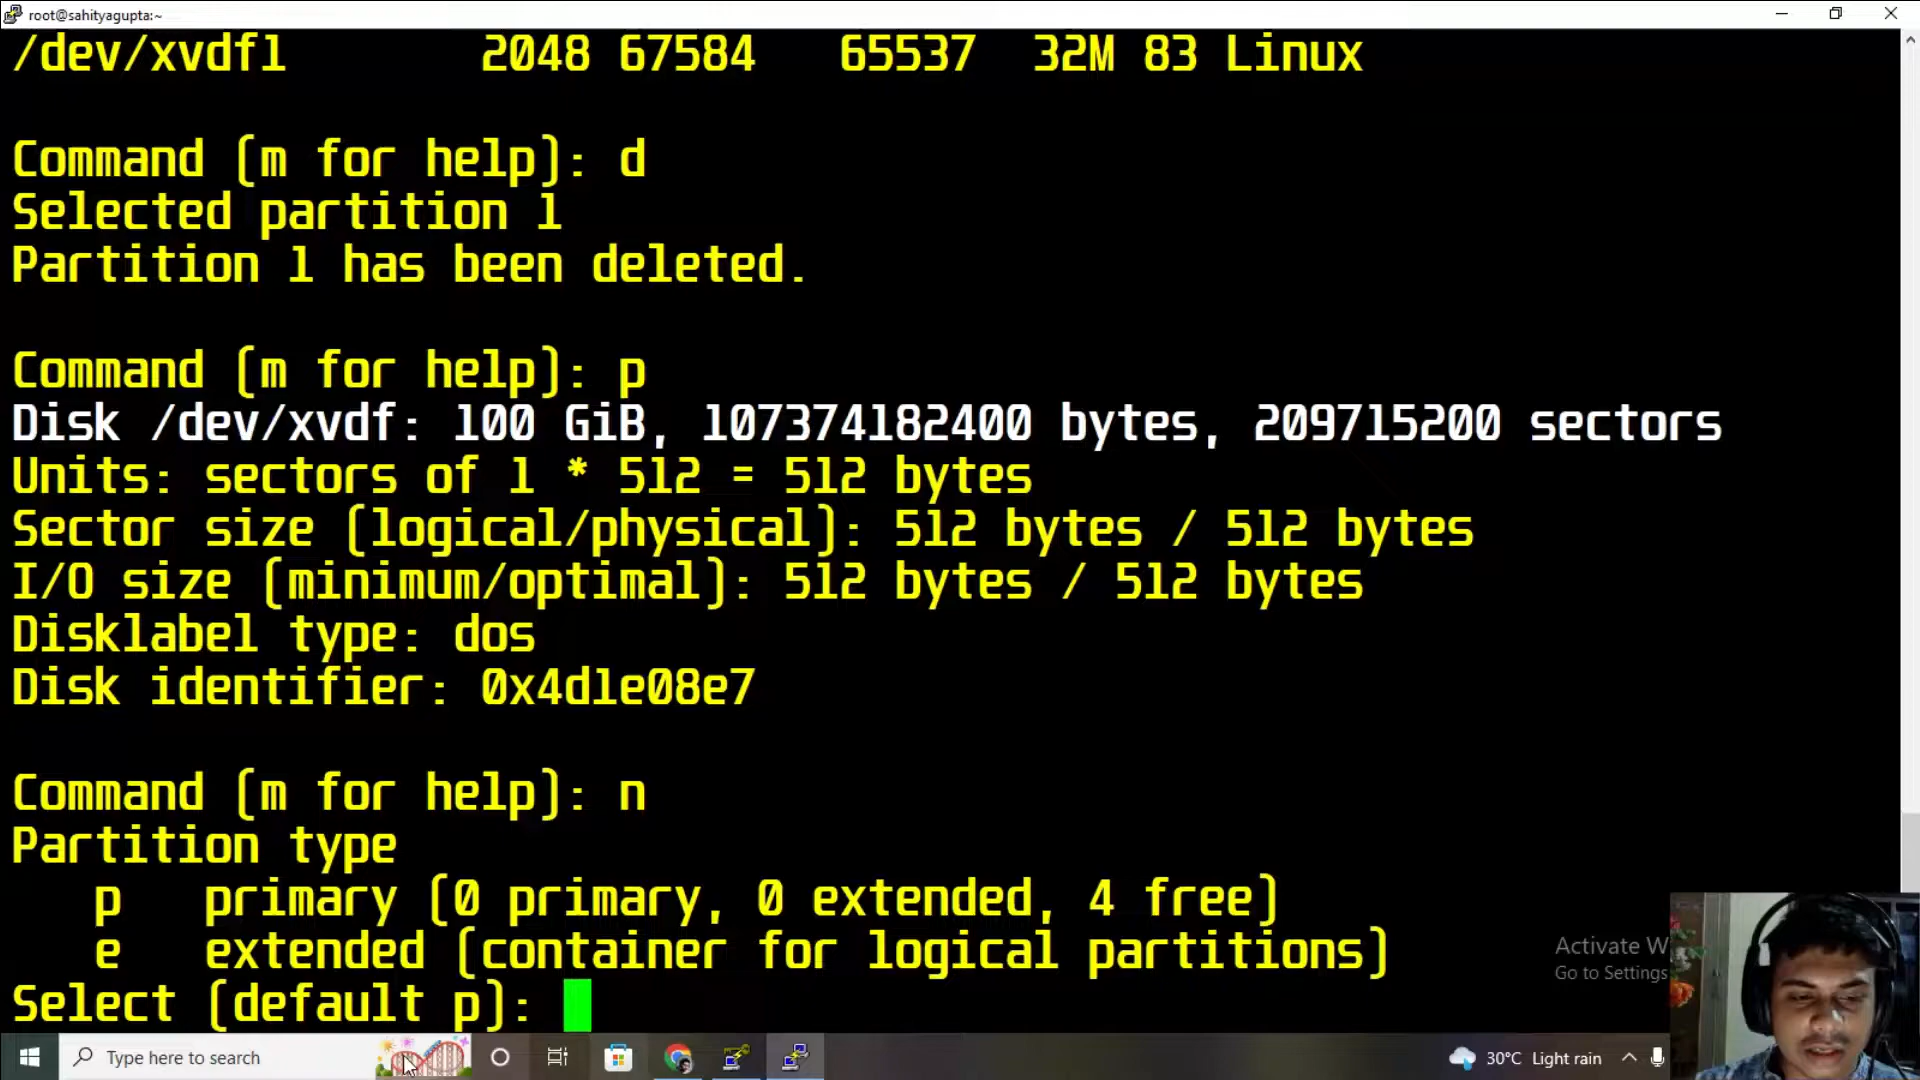 root@sahityagupta:~
/dev/xvdf1 2048 67584 65537 32M 83 Linux
Command (m for help): d
Selected partition 1
Partition 1 has been deleted.
Command (m for help): p
Disk /dev/xvdf: 100 GiB, 107374182400 bytes, 209715200 sectors
Units: sectors of 1 * 512 = 512 bytes
Sector size (logical/physical): 512 bytes / 512 bytes
I/O size (minimum/optimal): 512 bytes / 512 bytes
Disklabel type: dos
Disk identifier: 0x4d1e08e7
Command (m for help): n
Partition type
p primary (0 primary, 0 extended, 4 free)
e extended (container for logical partitions)
Select (default p):
Activate W
Go to Settings
Type here to search
30°C Light rain